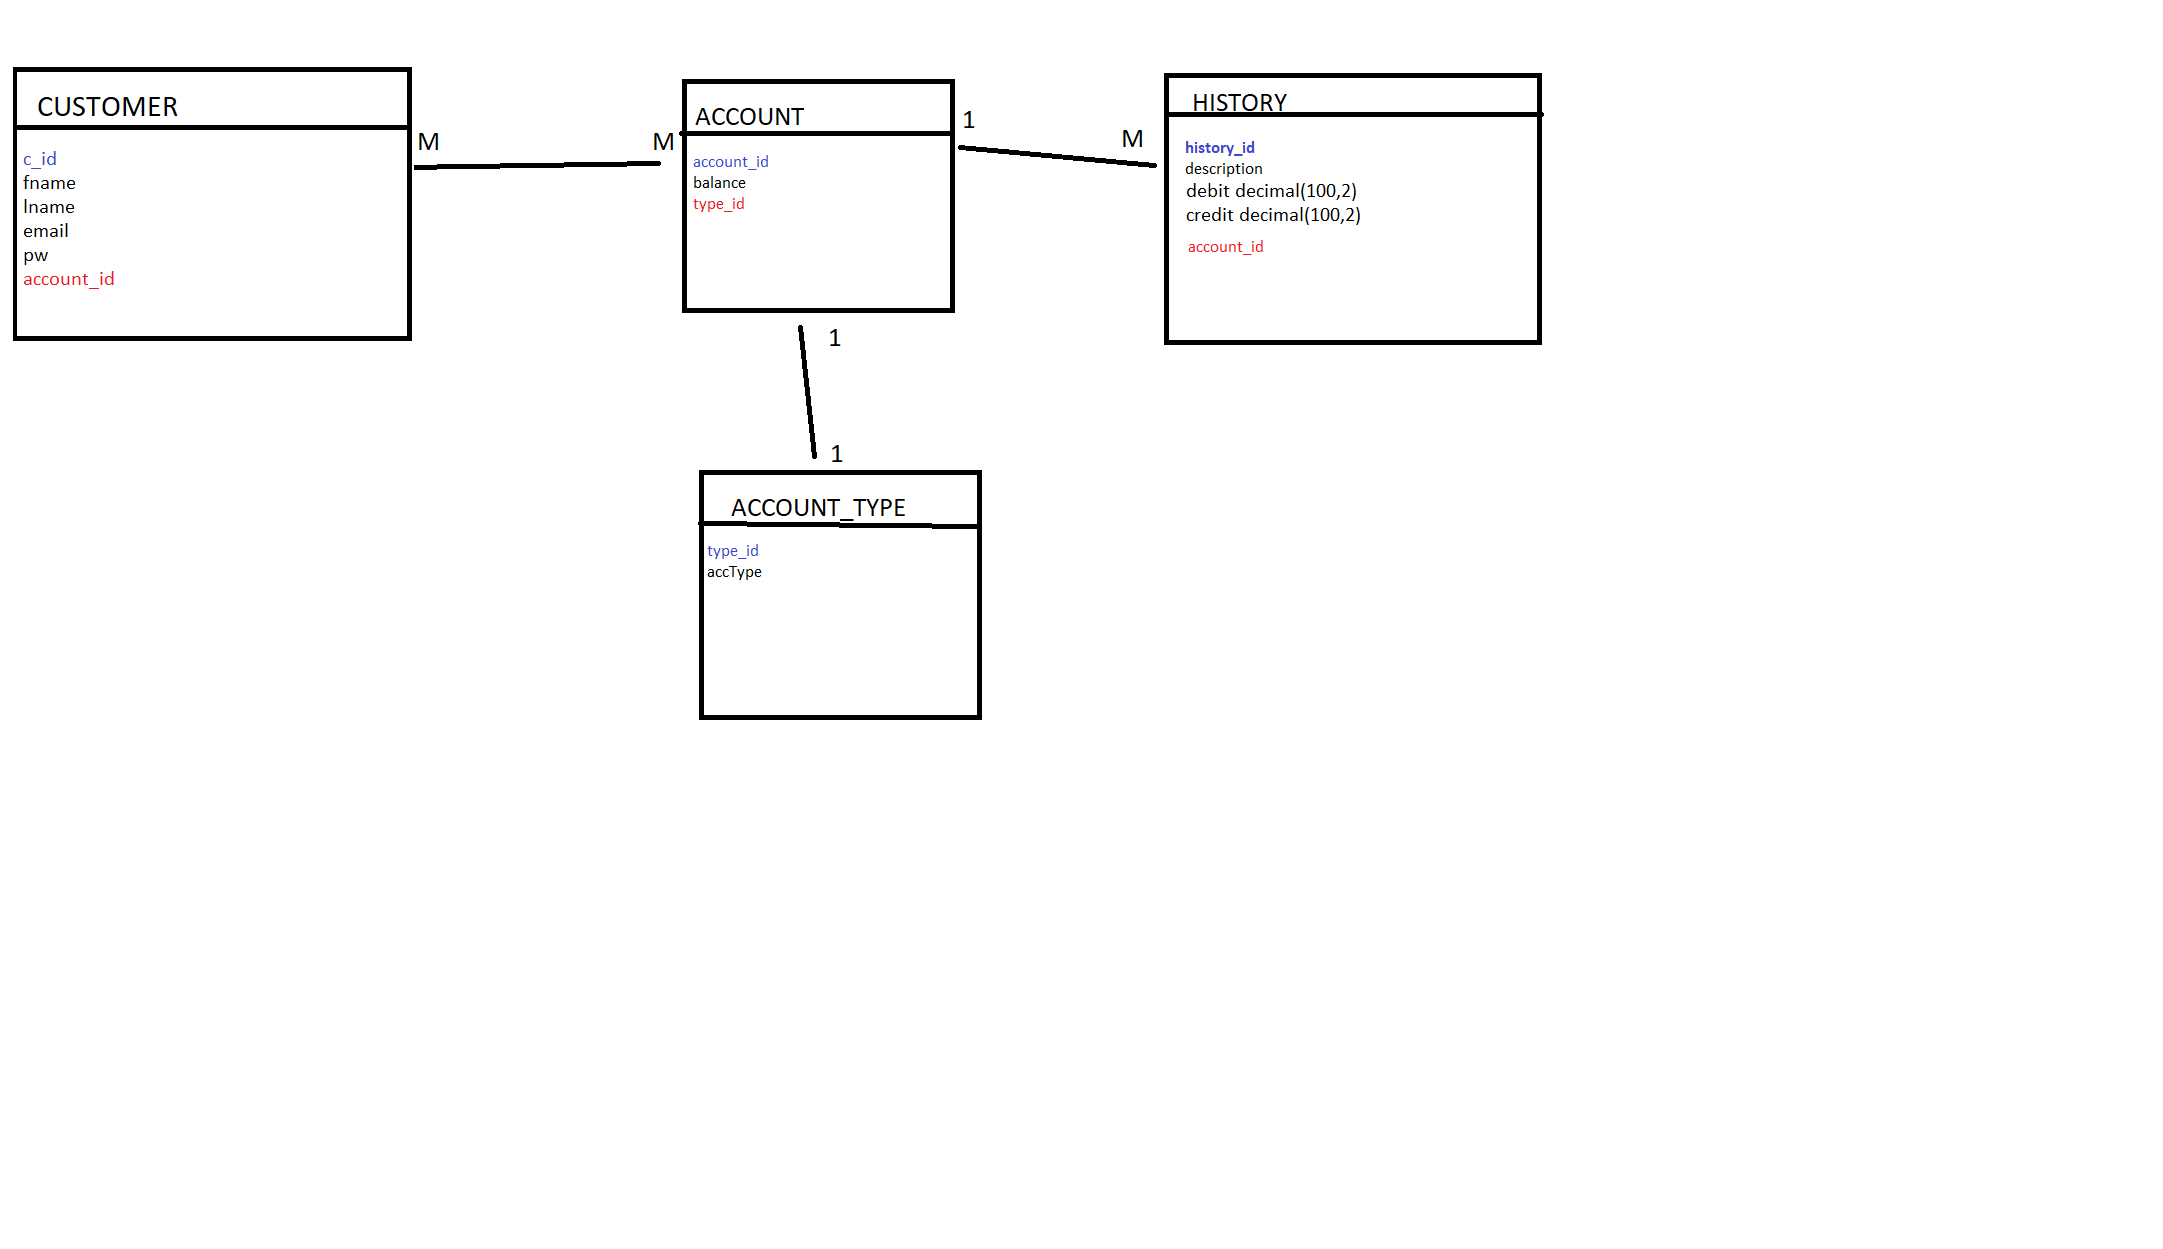 CUSTOMER
c_id
fname
lname
email
pw
account_id
M
M
ACCOUNT
account_id
balance
type_id
1
M
HISTORY
history_id
description
debit decimal(100,2)
credit decimal(100,2)
account_id
1
1
ACCOUNT_TYPE
type_id
accType